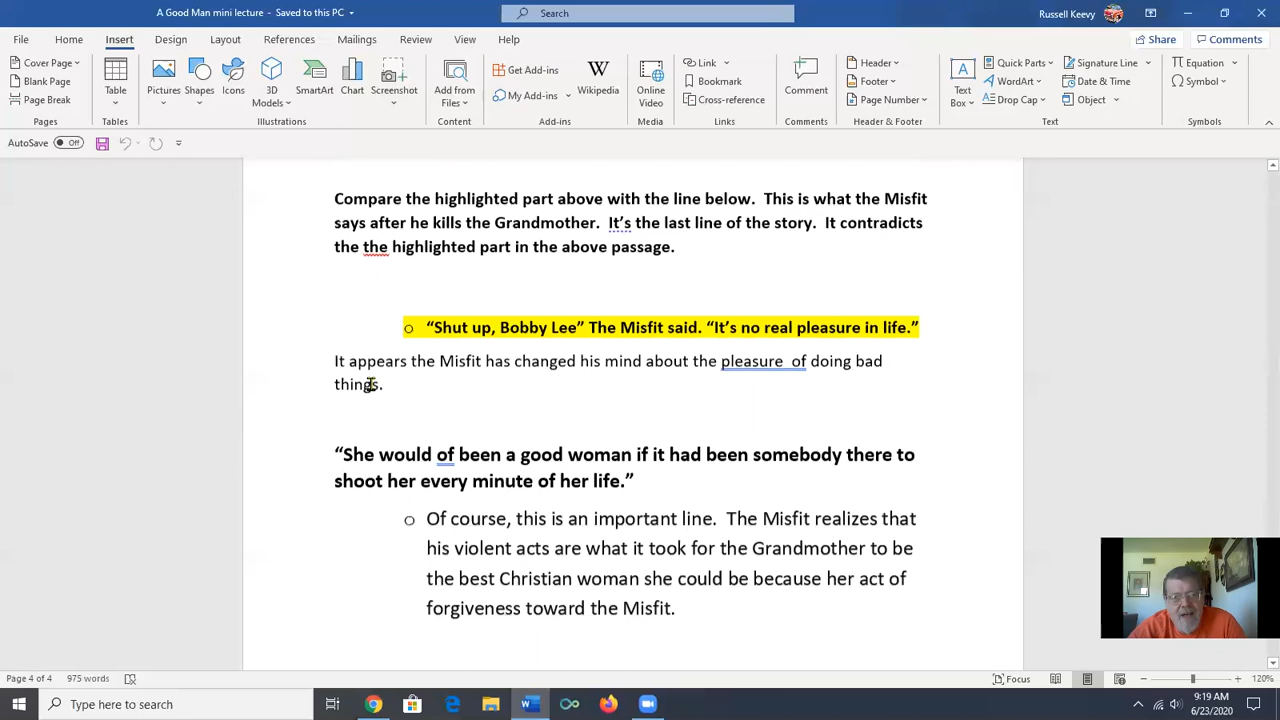 A Good Man mini lecture - Saved to this PC
Search
Russell Keevy
File Home Insert Design Layout References Mailings Review View Help
Share Comments
Cover Page
Blank Page
Page Break
Pages
Table
Tables
Pictures Shapes Icons 3D Models SmartArt Chart Screenshot
Illustrations
Add from Files
Content
Get Add-ins
My Add-ins
Wikipedia
Add-ins
Online Video
Media
Link
Bookmark
Cross-reference
Links
Comment
Comments
Header
Footer
Page Number
Header & Footer
Text Box
Quick Parts
WordArt
Drop Cap
Signature Line
Date & Time
Object
Text
Equation
Symbol
Symbols
AutoSave Off
Compare the highlighted part above with the line below. This is what the Misfit
says after he kills the Grandmother. It’s the last line of the story. It contradicts
the the highlighted part in the above passage.
o “Shut up, Bobby Lee” The Misfit said. “It’s no real pleasure in life.”
It appears the Misfit has changed his mind about the pleasure of doing bad
things.
“She would of been a good woman if it had been somebody there to
shoot her every minute of her life.”
o Of course, this is an important line. The Misfit realizes that
his violent acts are what it took for the Grandmother to be
the best Christian woman she could be because her act of
forgiveness toward the Misfit.
Page 4 of 4 975 words
Focus
120%
Type here to search
9:19 AM
6/23/2020